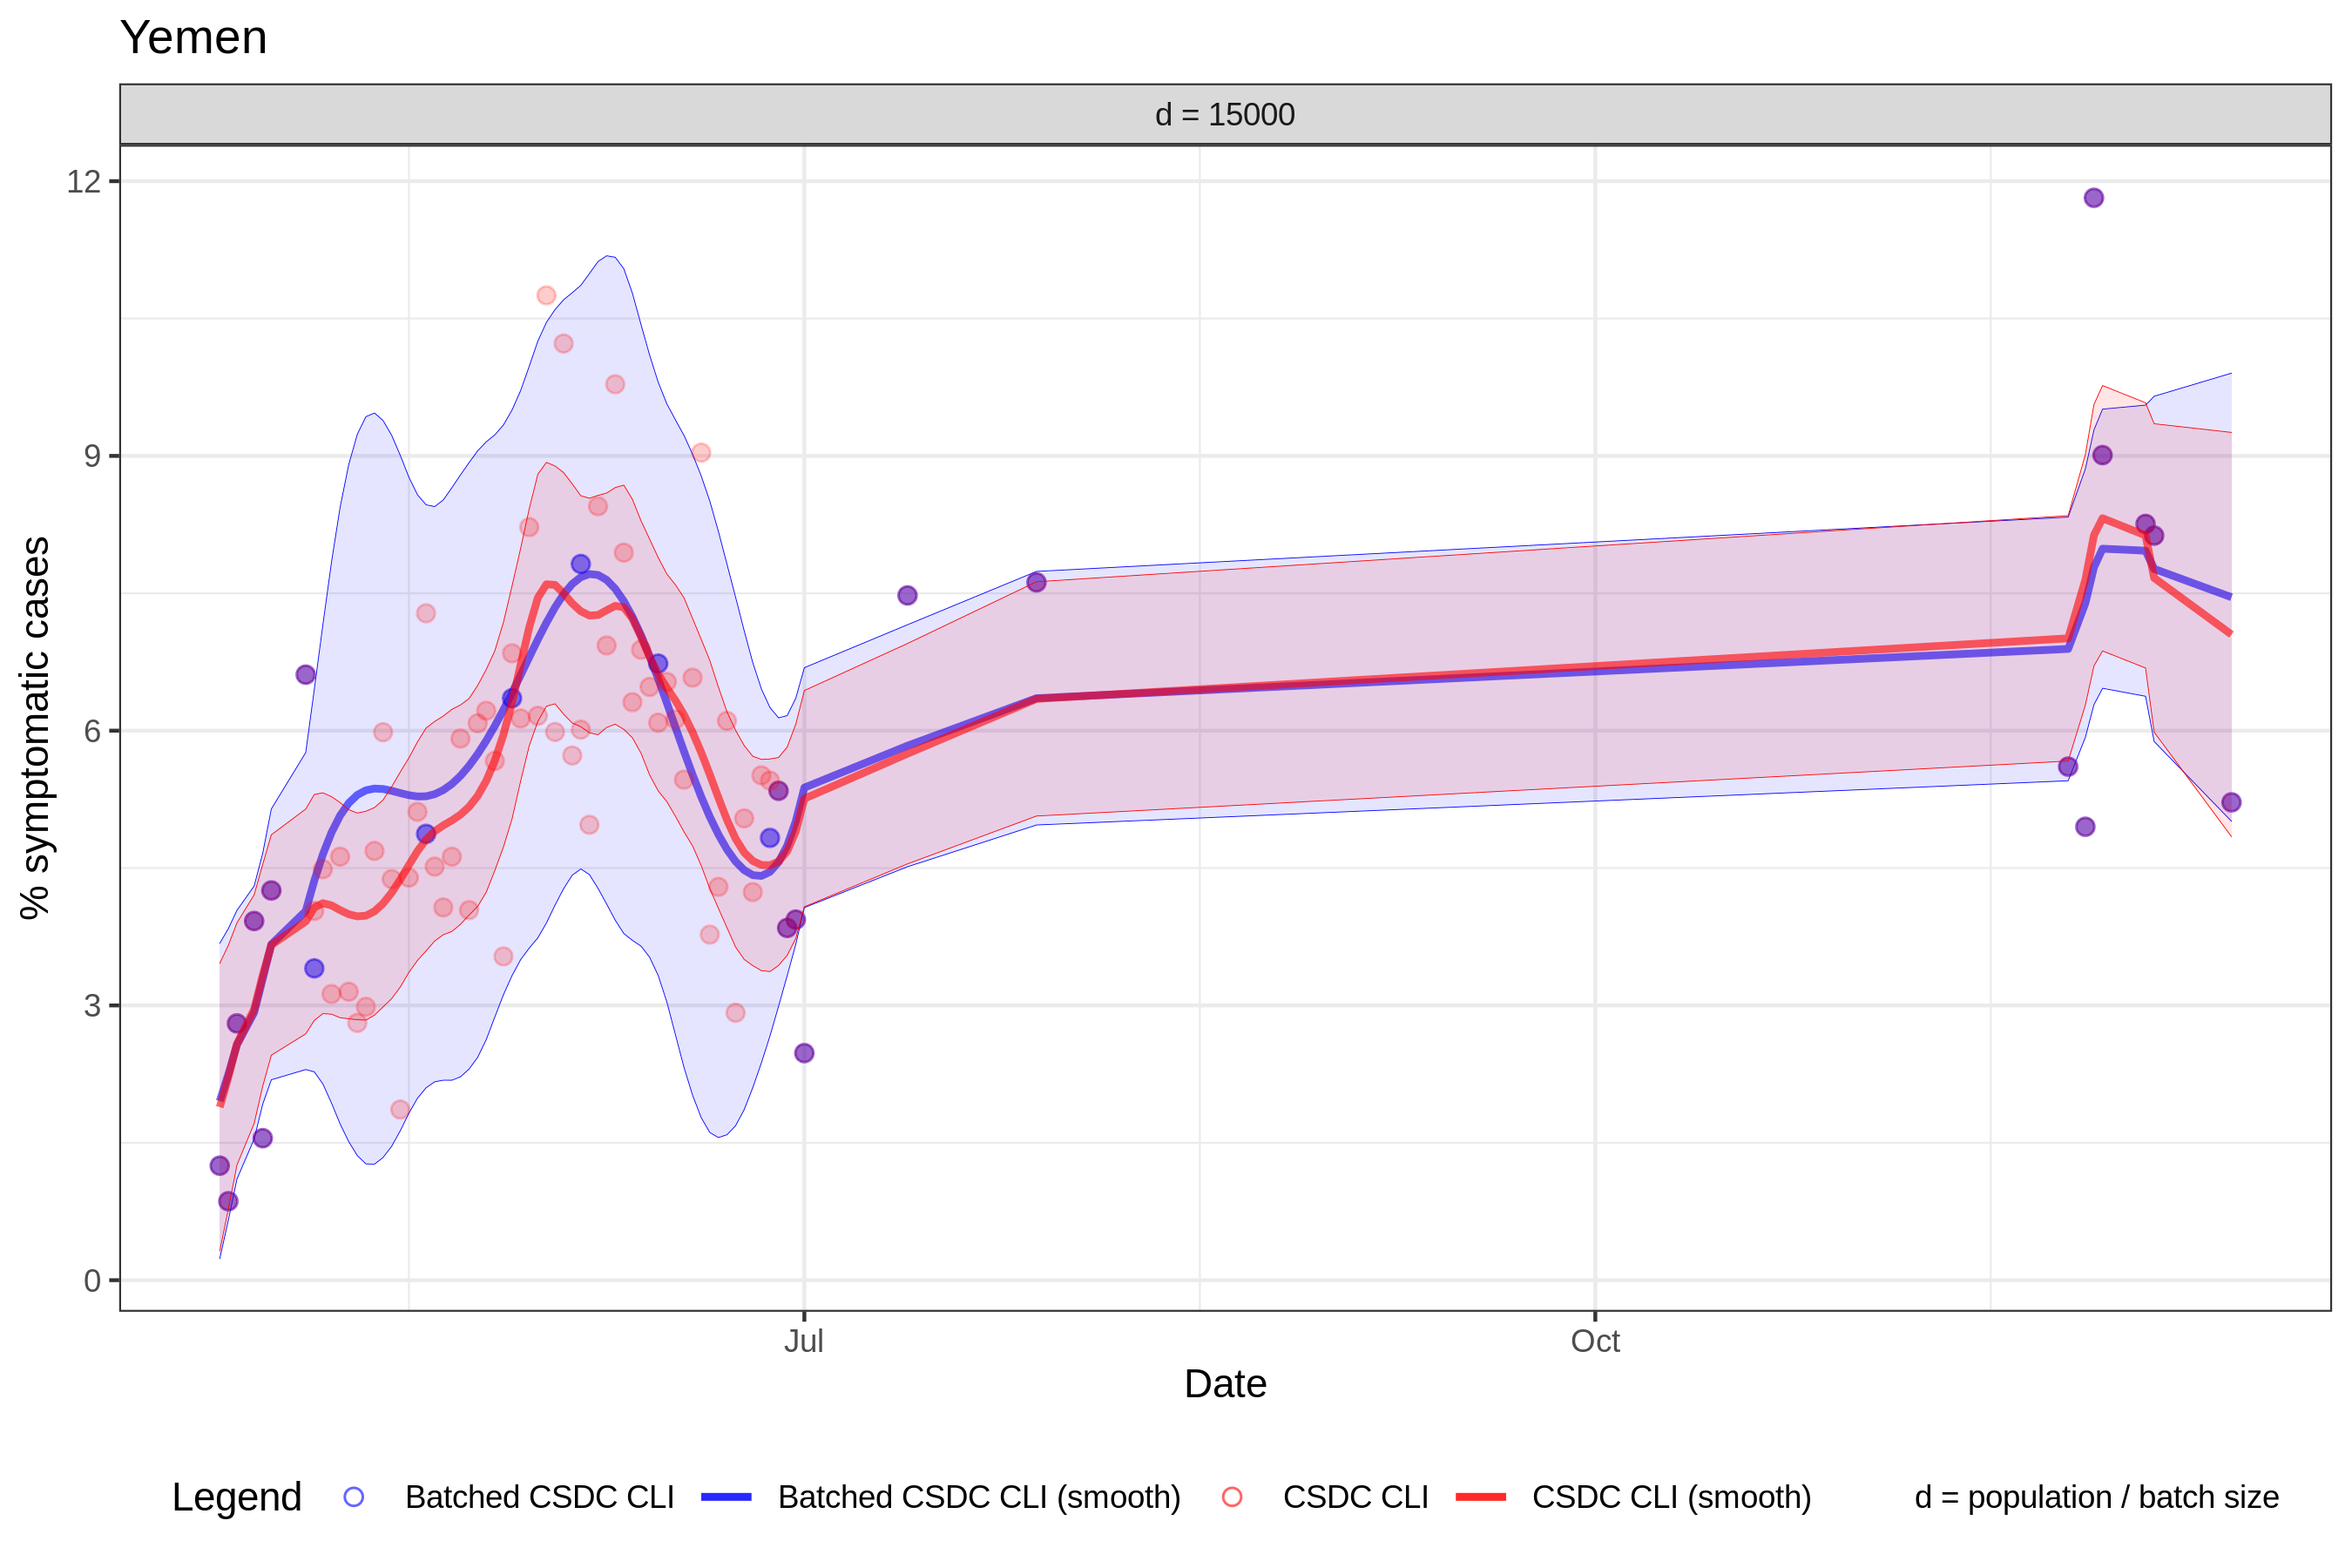 Yemen
d = 15000
12
9
6
3
0
% symptomatic cases
Jul
Oct
Date
Legend
Batched CSDC CLI
Batched CSDC CLI (smooth)
CSDC CLI
CSDC CLI (smooth)
d = population / batch size